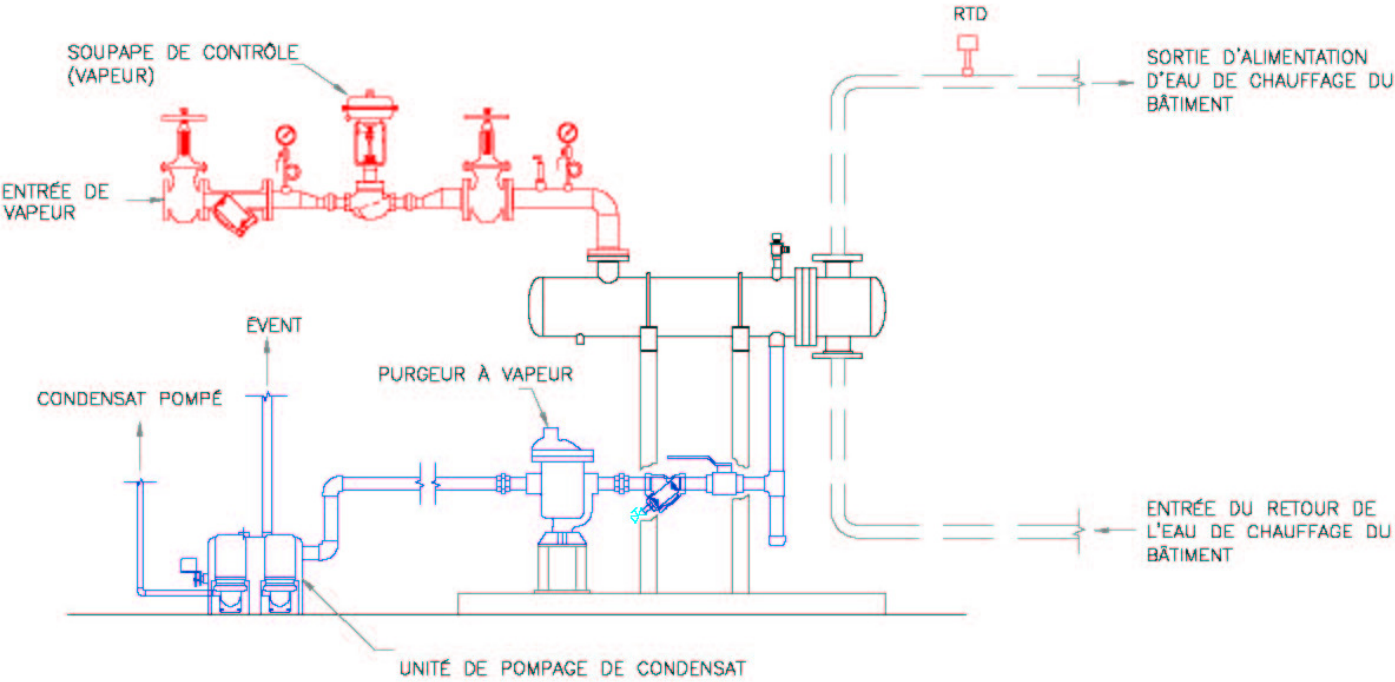 RTD
SOUPAPE DE CONTRÔLE
(VAPEUR)
SORTIE D'ALIMENTATION
D'EAU DE CHAUFFAGE DU
BÂTIMENT
ENTRÉE DE
VAPEUR
ÉVENT
PURGEUR À VAPEUR
CONDENSAT POMPÉ
ENTRÉE DU RETOUR DE
L'EAU DE CHAUFFAGE DU
BÂTIMENT
UNITÉ DE POMPAGE DE CONDENSAT